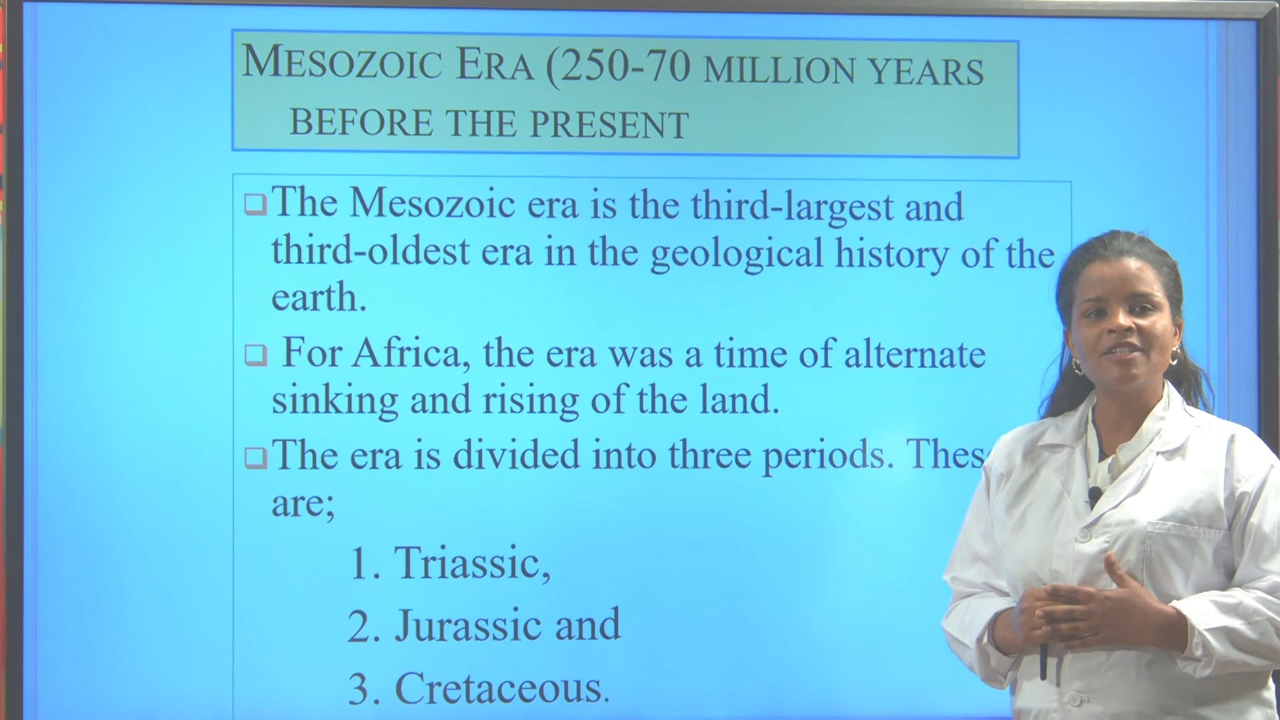 MESOZOIC ERA (250-70 MILLION YEARS
BEFORE THE PRESENT
The Mesozoic era is the third-largest and
third-oldest era in the geological history of the
earth.
For Africa, the era was a time of alternate
sinking and rising of the land.
The era is divided into three periods. Thes
are;
1. Triassic,
2. Jurassic and
3. Cretaceous.